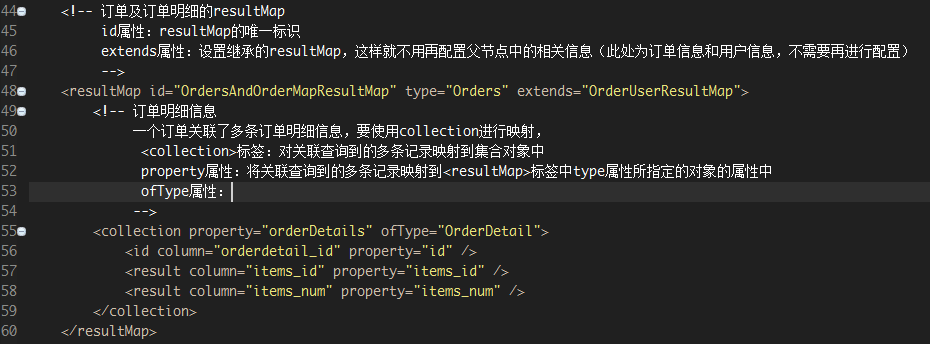 44 <!-- 订单及订单明细的resultMap
45 id属性：resultMap的唯一标识
46 extends属性：设置继承的resultMap，这样就不用再配置父节点中的相关信息（此处为订单信息和用户信息，不需要再进行配置）
47 -->
48 <resultMap id="OrdersAndOrderMapResultMap" type="Orders" extends="OrderUserResultMap">
49 <!-- 订单明细信息
50 一个订单关联了多条订单明细信息，要使用collection进行映射，
51 <collection>标签：对关联查询到的多条记录映射到集合对象中
52 property属性：将关联查询到的多条记录映射到<resultMap>标签中type属性所指定的对象的属性中
53 ofType属性：
54 -->
55 <collection property="orderDetails" ofType="OrderDetail">
56 <id column="orderdetail_id" property="id" />
57 <result column="items_id" property="items_id" />
58 <result column="items_num" property="items_num" />
59 </collection>
60 </resultMap>